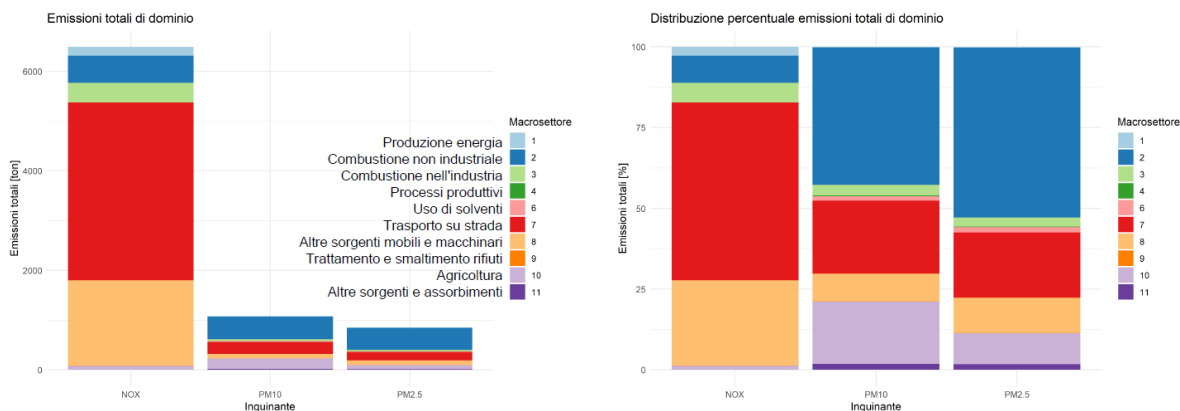 Emissioni totali di dominio
Emissioni totali [ton]
6000
4000
2000
0
NOX
PM10
PM2.5
Inquinante
Macrosettore
Produzione energia 1
Combustione non industriale 2
Combustione nell'industria 3
Processi produttivi 4
Uso di solventi 6
Trasporto su strada 7
Altre sorgenti mobili e macchinari 8
Trattamento e smaltimento rifiuti 9
Agricoltura 10
Altre sorgenti e assorbimenti 11
Distribuzione percentuale emissioni totali di dominio
Emissioni totali [%]
100
75
50
25
0
NOX
PM10
PM2.5
Inquinante
Macrosettore
1
2
3
4
6
7
8
9
10
11